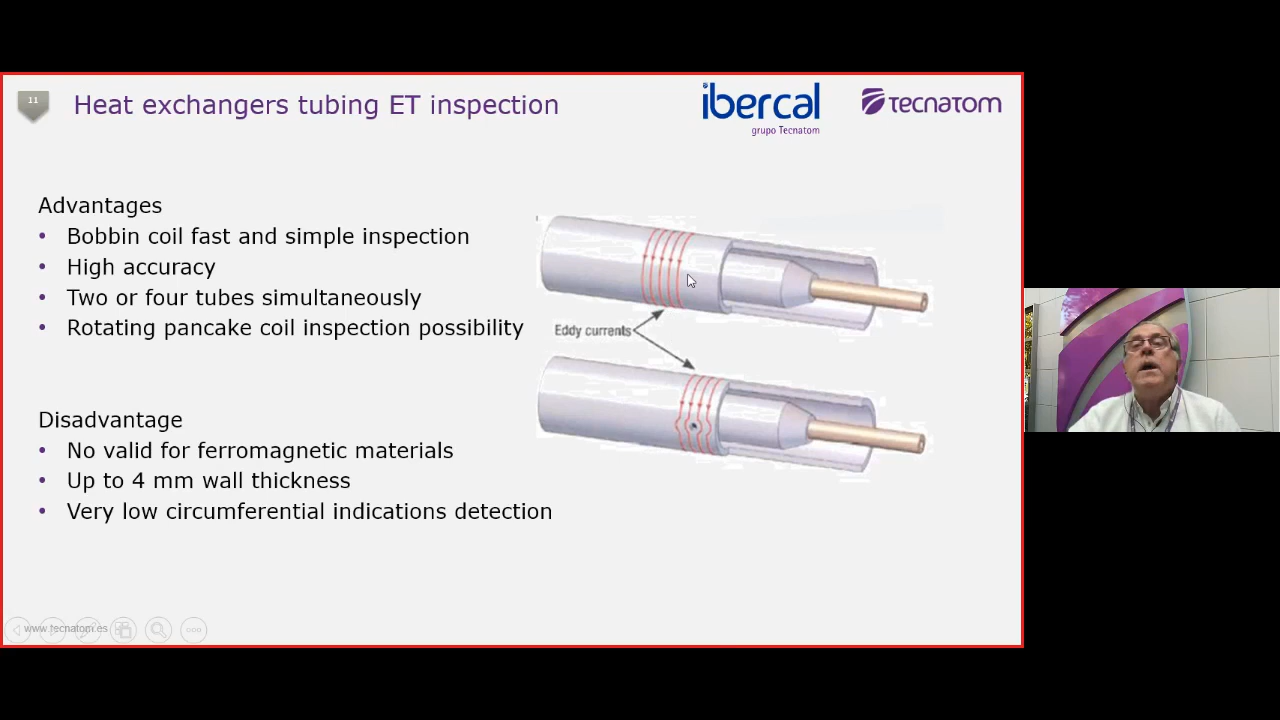 11
Heat exchangers tubing ET inspection
ibercal
grupo Tecnatom
TECNATOM
Advantages
• Bobbin coil fast and simple inspection
• High accuracy
• Two or four tubes simultaneously
• Rotating pancake coil inspection possibility
Eddy currents
Disadvantage
• No valid for ferromagnetic materials
• Up to 4 mm wall thickness
• Very low circumferential indications detection
www.tecnatom.es